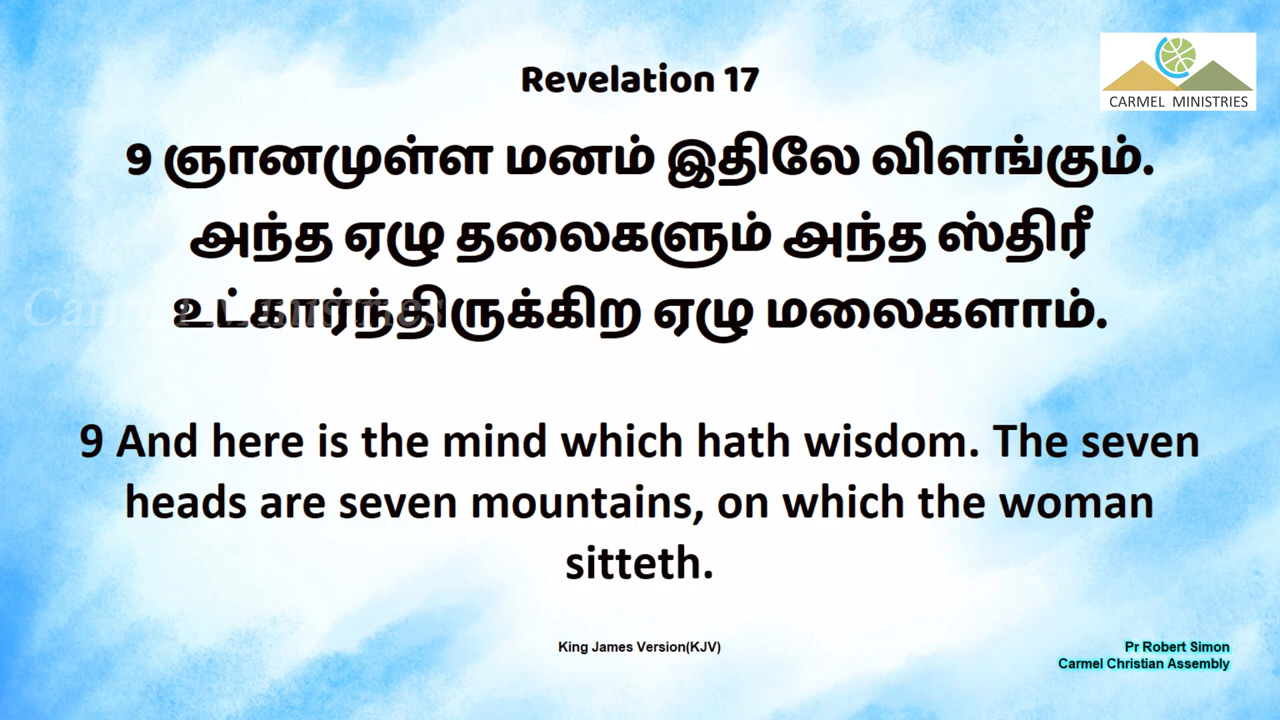 CARMEL MINISTRIES
Revelation 17
9 ஞானமுள்ள மனம் இதிலே விளங்கும்.
அந்த ஏழு தலைகளும் அந்த ஸ்திரீ
உட்கார்ந்திருக்கிற ஏழு மலைகளாம்.
Carmel Ministries
9 And here is the mind which hath wisdom. The seven
heads are seven mountains, on which the woman
sitteth.
King James Version(KJV)
Pr Robert Simon
Carmel Christian Assembly